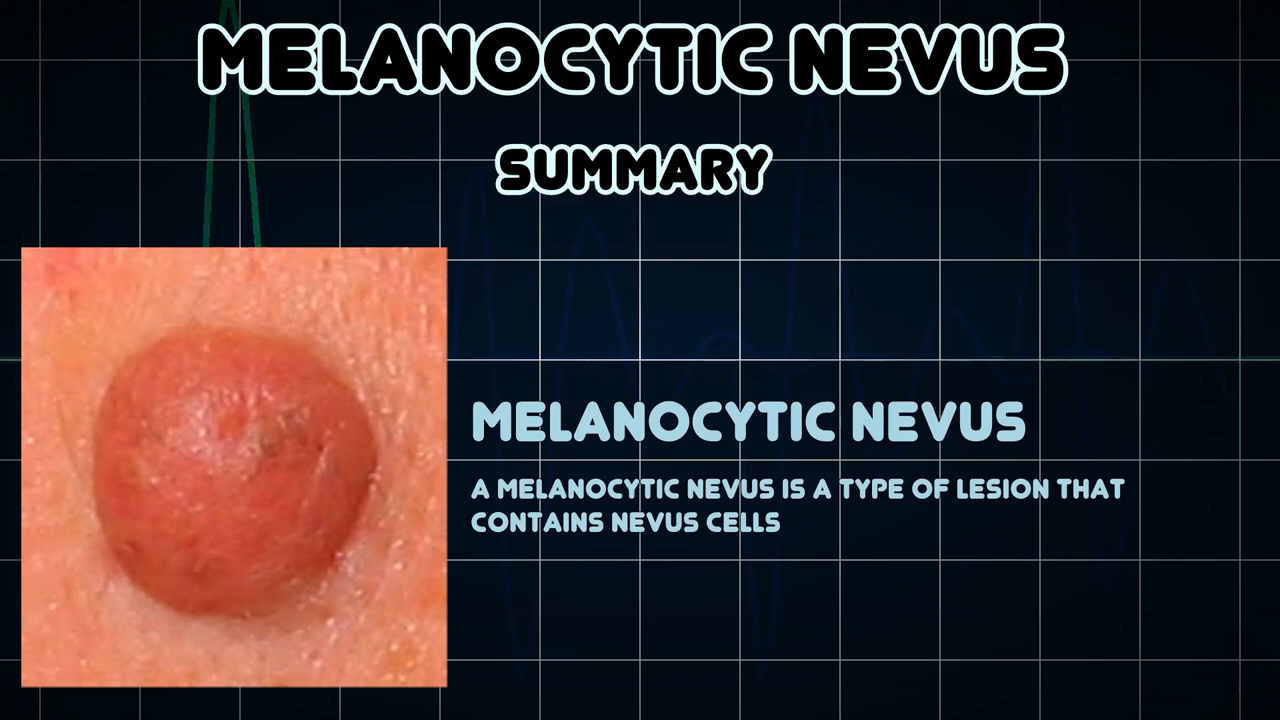 MELANOCYTIC NEVUS
SUMMARY
MELANOCYTIC NEVUS
A MELANOCYTIC NEVUS IS A TYPE OF LESION THAT
CONTAINS NEVUS CELLS